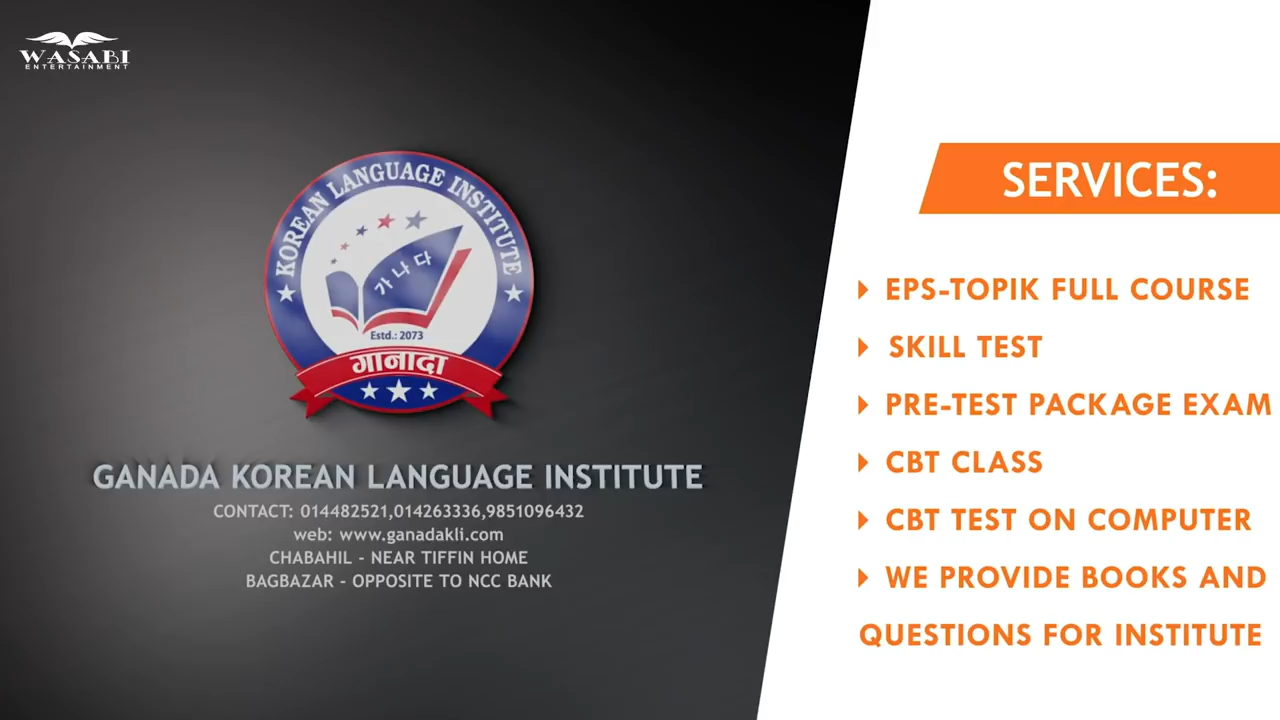 WASABI
ENTERTAINMENT
KOREAN LANGUAGE INSTITUTE
가나다
Estd.: 2073
गानादा
GANADA KOREAN LANGUAGE INSTITUTE
CONTACT: 014482521,014263336,9851096432
web: www.ganadakli.com
CHABAHIL - NEAR TIFFIN HOME
BAGBAZAR - OPPOSITE TO NCC BANK
SERVICES:
EPS-TOPIK FULL COURSE
SKILL TEST
PRE-TEST PACKAGE EXAM
CBT CLASS
CBT TEST ON COMPUTER
WE PROVIDE BOOKS AND
QUESTIONS FOR INSTITUTE